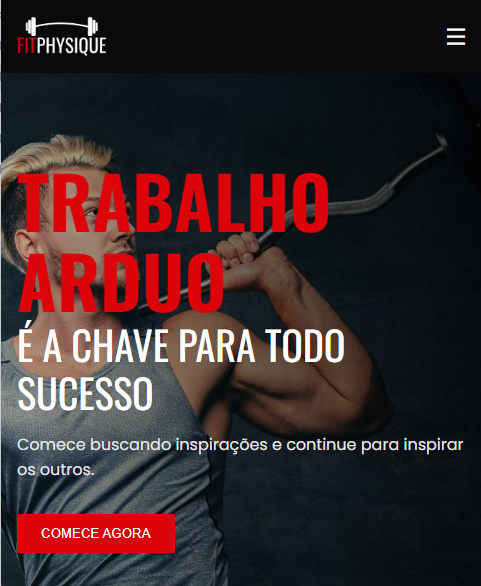 FITPHYSIQUE
TRABALHO
ARDUO
É A CHAVE PARA TODO
SUCESSO
Comece buscando inspirações e continue para inspirar
os outros.
COMECE AGORA